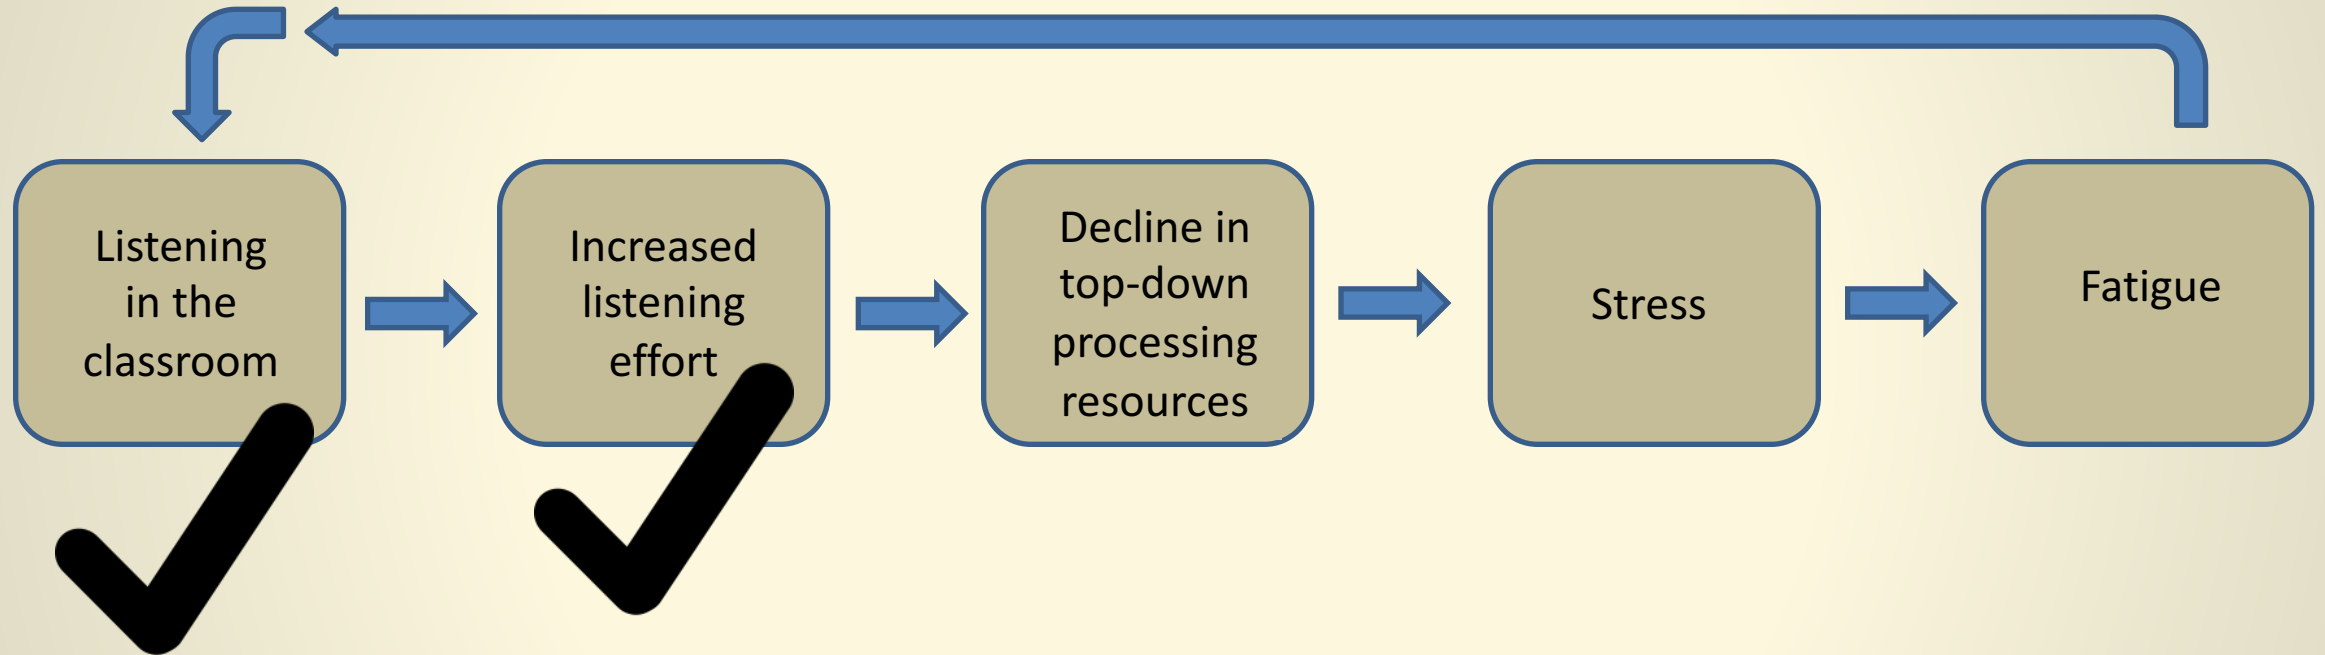 Listening
in the
classroom
Increased
listening
effort
Decline in
top-down
processing
resources
Stress
Fatigue